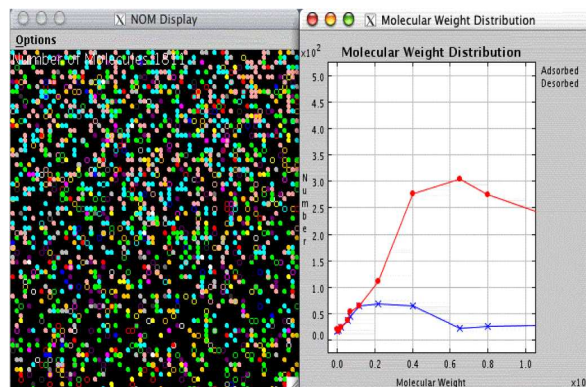 NOM Display
Options
Number of Molecules 1811
Molecular Weight Distribution
Molecular Weight Distribution
x10²
Adsorbed
Desorbed
5.0
4.5
4.0
3.5
3.0
2.5
2.0
1.5
1.0
0.5
0.0
Number
0.0 0.2 0.4 0.6 0.8 1.0
Molecular Weight